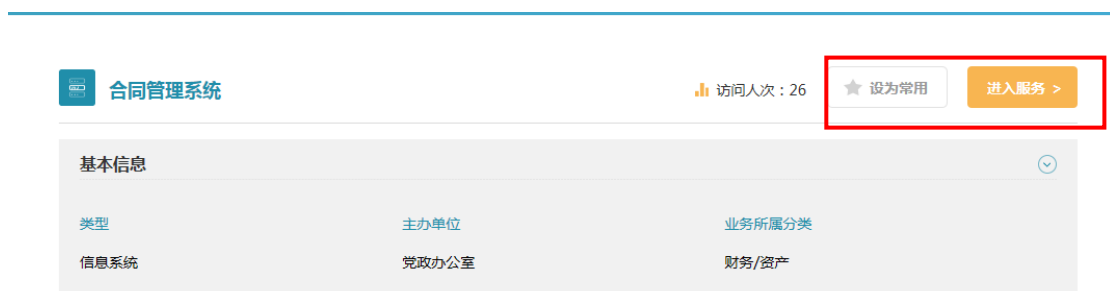 合同管理系统 访问人次：26 设为常用 进入服务 >
基本信息
类型 主办单位 业务所属分类
信息系统 党政办公室 财务/资产